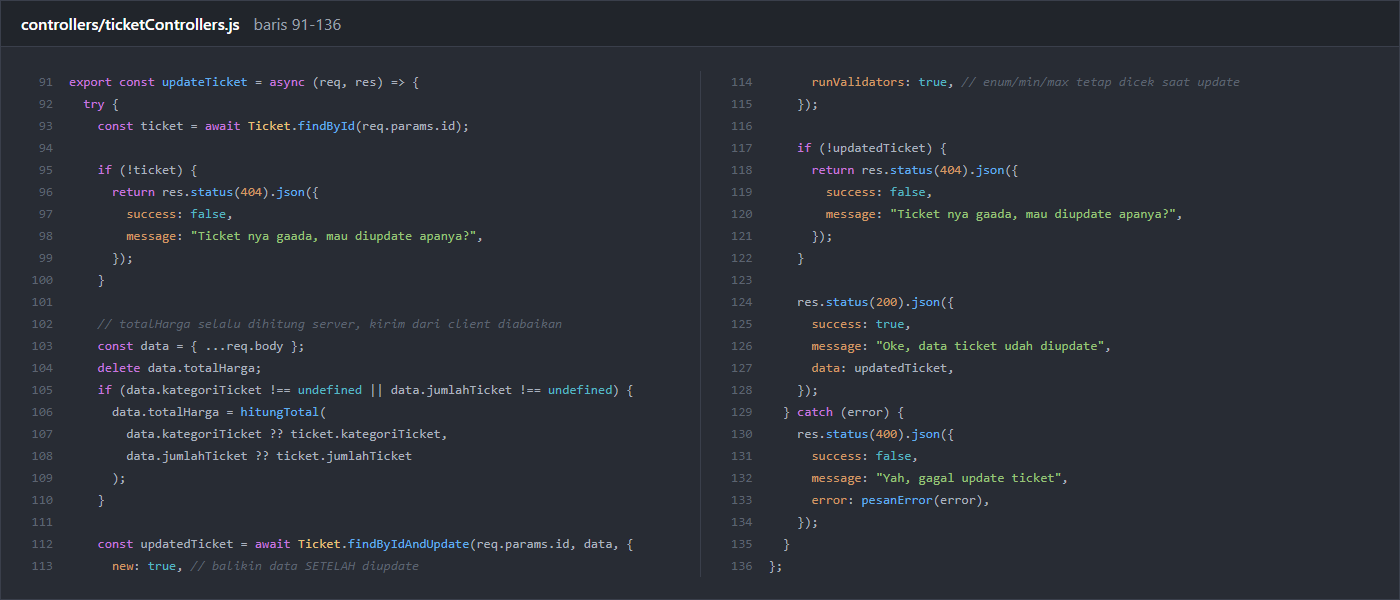 controllers/ticketControllers.js baris 91-136
91 export const updateTicket = async (req, res) => {
92   try {
93     const ticket = await Ticket.findById(req.params.id);
94
95     if (!ticket) {
96       return res.status(404).json({
97         success: false,
98         message: "Ticket nya gaada, mau diupdate apanya?",
99       });
100     }
101
102     // totalHarga selalu dihitung server, kirim dari client diabaikan
103     const data = { ...req.body };
104     delete data.totalHarga;
105     if (data.kategoriTicket !== undefined || data.jumlahTicket !== undefined) {
106       data.totalHarga = hitungTotal(
107         data.kategoriTicket ?? ticket.kategoriTicket,
108         data.jumlahTicket ?? ticket.jumlahTicket
109       );
110     }
111
112     const updatedTicket = await Ticket.findByIdAndUpdate(req.params.id, data, {
113       new: true, // balikin data SETELAH diupdate
114       runValidators: true, // enum/min/max tetap dicek saat update
115     });
116
117     if (!updatedTicket) {
118       return res.status(404).json({
119         success: false,
120         message: "Ticket nya gaada, mau diupdate apanya?",
121       });
122     }
123
124     res.status(200).json({
125       success: true,
126       message: "Oke, data ticket udah diupdate",
127       data: updatedTicket,
128     });
129   } catch (error) {
130     res.status(400).json({
131       success: false,
132       message: "Yah, gagal update ticket",
133       error: pesanError(error),
134     });
135   }
136 };